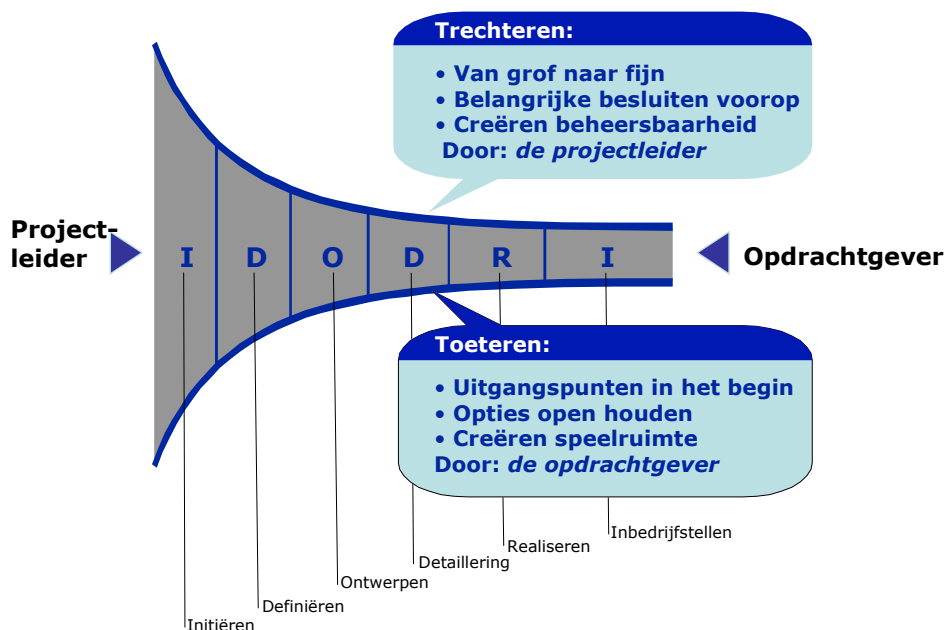 Trechteren:
• Van grof naar fijn
• Belangrijke besluiten voorop
• Creëren beheersbaarheid
Door: de projectleider
Project-
leider
I D O D R I
Opdrachtgever
Toeteren:
• Uitgangspunten in het begin
• Opties open houden
• Creëren speelruimte
Door: de opdrachtgever
Inbedrijfstellen
Realiseren
Detaillering
Ontwerpen
Definiëren
Initiëren